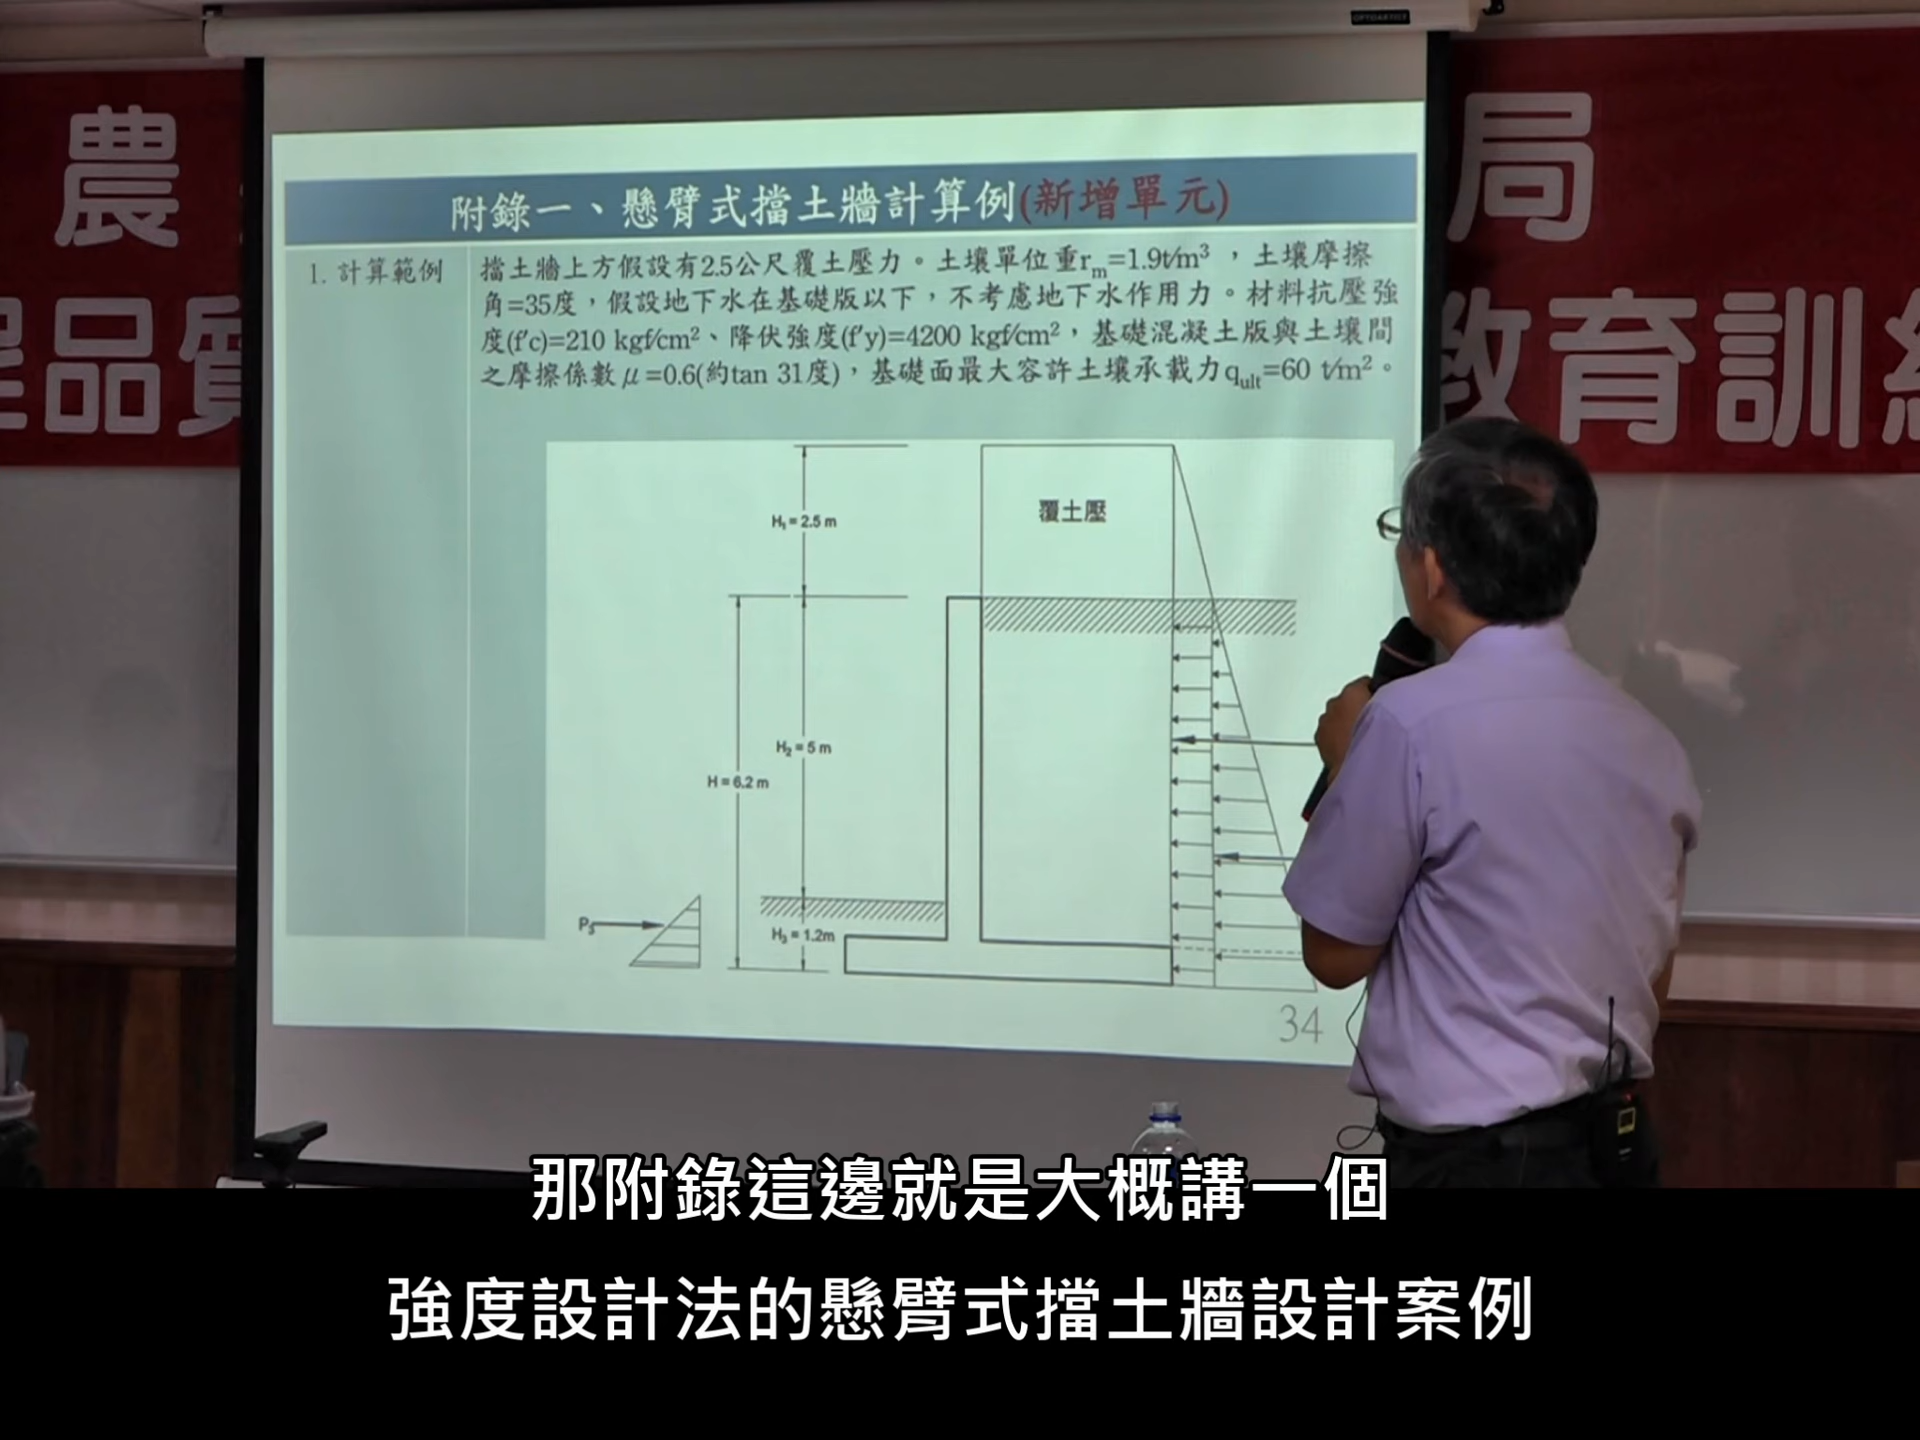 農
局
程品質
教育訓練
附錄一、懸臂式擋土牆計算例(新增單元)
1. 計算範例
擋土牆上方假設有2.5公尺覆土壓力。土壤單位重rm=1.9t/m³ ，土壤摩擦
角=35度，假設地下水在基礎版以下，不考慮地下水作用力。材料抗壓強
度(f'c)=210 kgf/cm²、降伏強度(f'y)=4200 kgf/cm²，基礎混凝土版與土壤間
之摩擦係數μ=0.6(約tan 31度)，基礎面最大容許土壤承載力qult=60 t/m²。
覆土壓
H₁ = 2.5 m
H₂ = 5 m
H = 6.2 m
P₅
H₃ = 1.2m
34
那附錄這邊就是大概講一個
強度設計法的懸臂式擋土牆設計案例